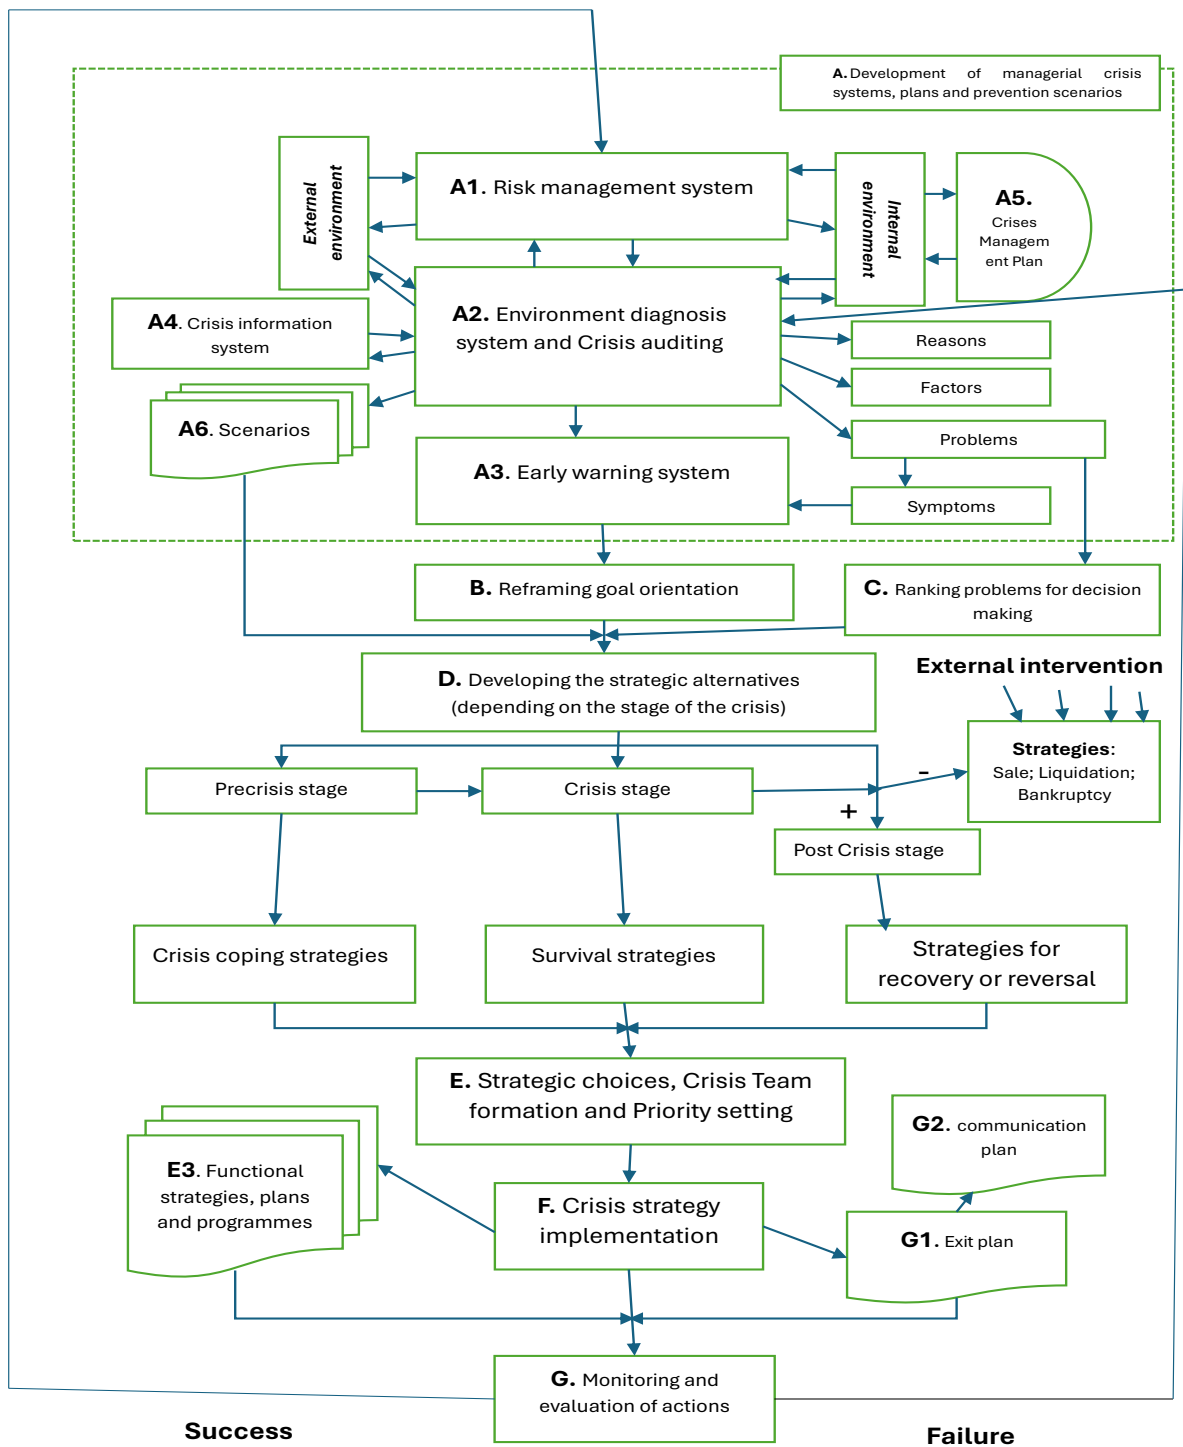 A. Development of managerial crisis
systems, plans and prevention scenarios
External
environment
A1. Risk management system
Internal
environment
A5.
Crises
Managem
ent Plan
A2. Environment diagnosis
system and Crisis auditing
A4. Crisis information
system
Reasons
Factors
A6. Scenarios
Problems
A3. Early warning system
Symptoms
B. Reframing goal orientation
C. Ranking problems for decision
making
External intervention
D. Developing the strategic alternatives
(depending on the stage of the crisis)
Strategies:
Sale; Liquidation;
Bankruptcy
-
Precrisis stage
Crisis stage
+
Post Crisis stage
Crisis coping strategies
Survival strategies
Strategies for
recovery or reversal
E. Strategic choices, Crisis Team
formation and Priority setting
G2. communication
plan
E3. Functional
strategies, plans
and programmes
F. Crisis strategy
implementation
G1. Exit plan
G. Monitoring and
evaluation of actions
Success
Failure